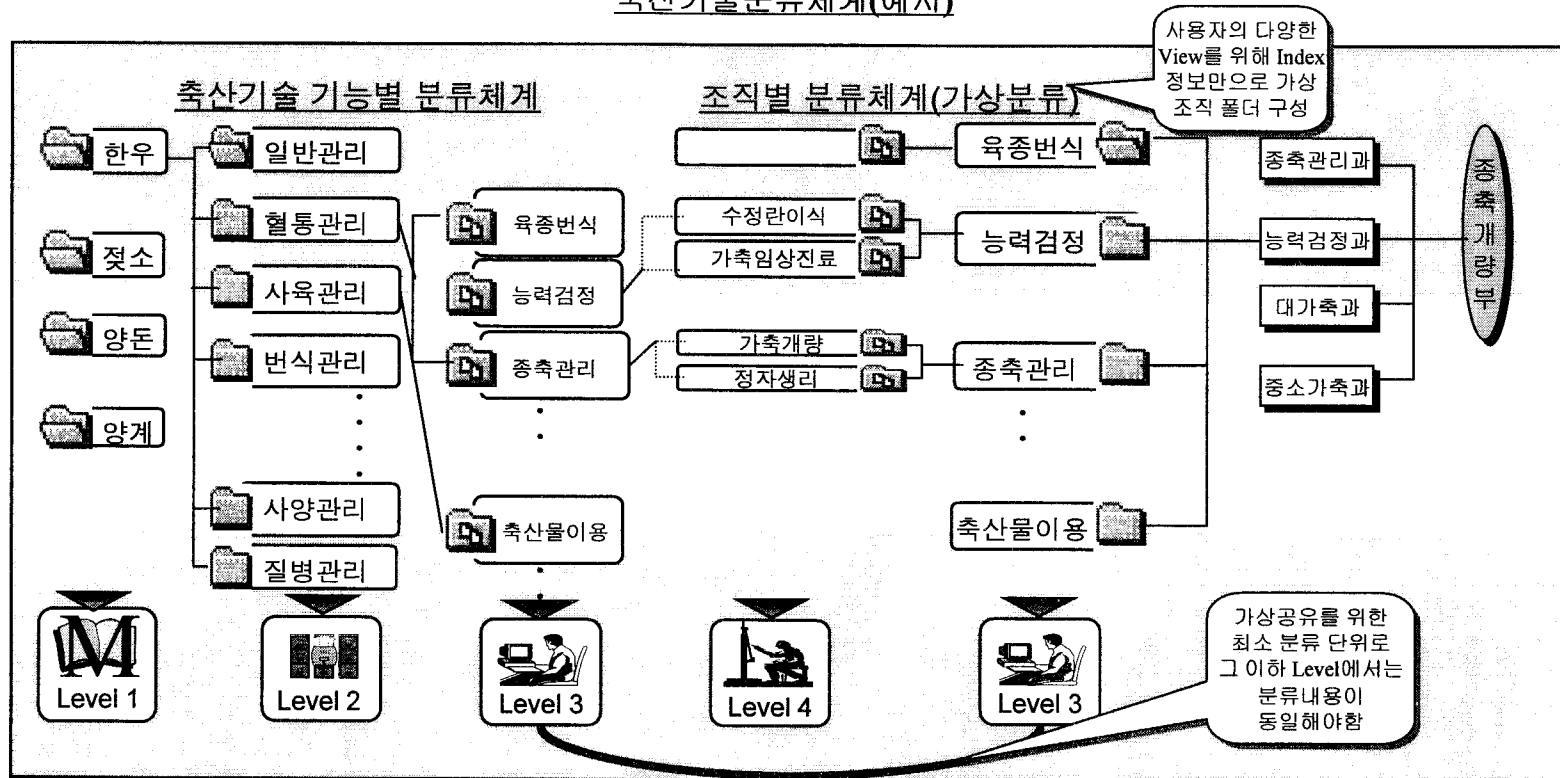 축산기술분류체계(예시)
사용자의 다양한
View를 위해 Index
정보만으로 가상
조직 폴더 구성
축산기술 기능별 분류체계
조직별 분류체계(가상분류)
한우
젖소
양돈
양계
일반관리
혈통관리
사육관리
번식관리
사양관리
질병관리
육종번식
능력검정
종축관리
축산물이용
수정란이식
가축임상진료
가축개량
정자생리
육종번식
능력검정
종축관리
축산물이용
종축관리과
능력검정과
대가축과
중소가축과
종축개량부
M
Level 1
Level 2
Level 3
Level 4
Level 3
가상공유를 위한
최소 분류 단위로
그 이하 Level에서는
분류내용이
동일해야함